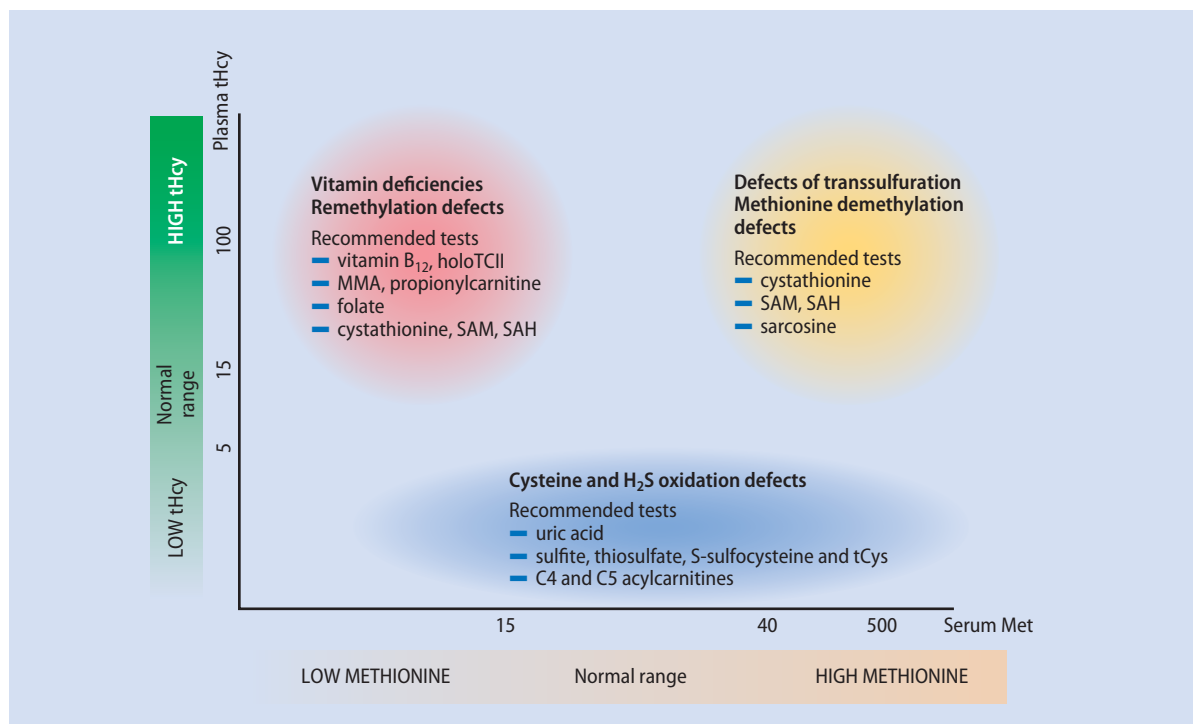 Plasma tHcy
HIGH tHcy
Normal
range
LOW tHcy
100
15
5
Vitamin deficiencies
Remethylation defects
Recommended tests
vitamin B₁₂, holoTCII
MMA, propionylcarnitine
folate
cystathionine, SAM, SAH
Defects of transsulfuration
Methionine demethylation
defects
Recommended tests
cystathionine
SAM, SAH
sarcosine
Cysteine and H₂S oxidation defects
Recommended tests
uric acid
sulfite, thiosulfate, S-sulfocysteine and tCys
C4 and C5 acylcarnitines
15 40 500 Serum Met
LOW METHIONINE Normal range HIGH METHIONINE